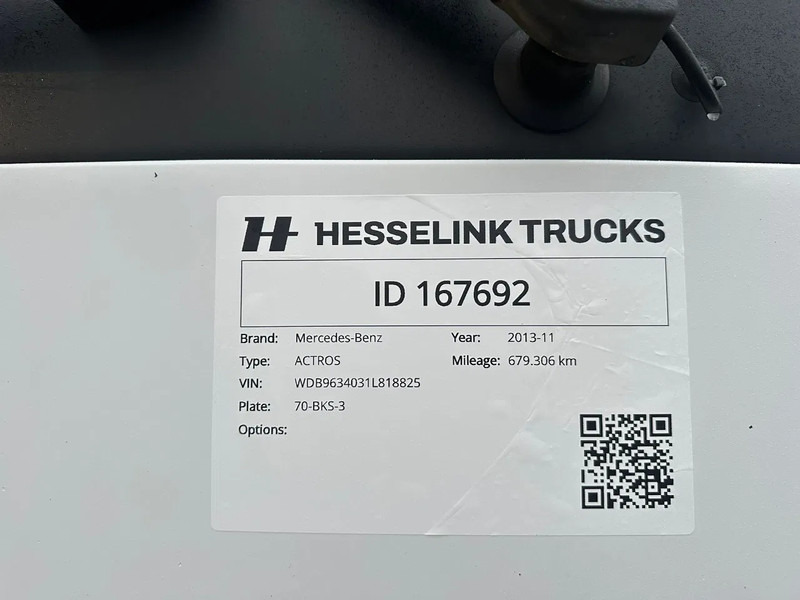 HESSELINK TRUCKS
ID 167692
Brand: Mercedes-Benz Year: 2013-11
Type: ACTROS Mileage: 679.306 km
VIN: WDB9634031L818825
Plate: 70-BKS-3
Options: